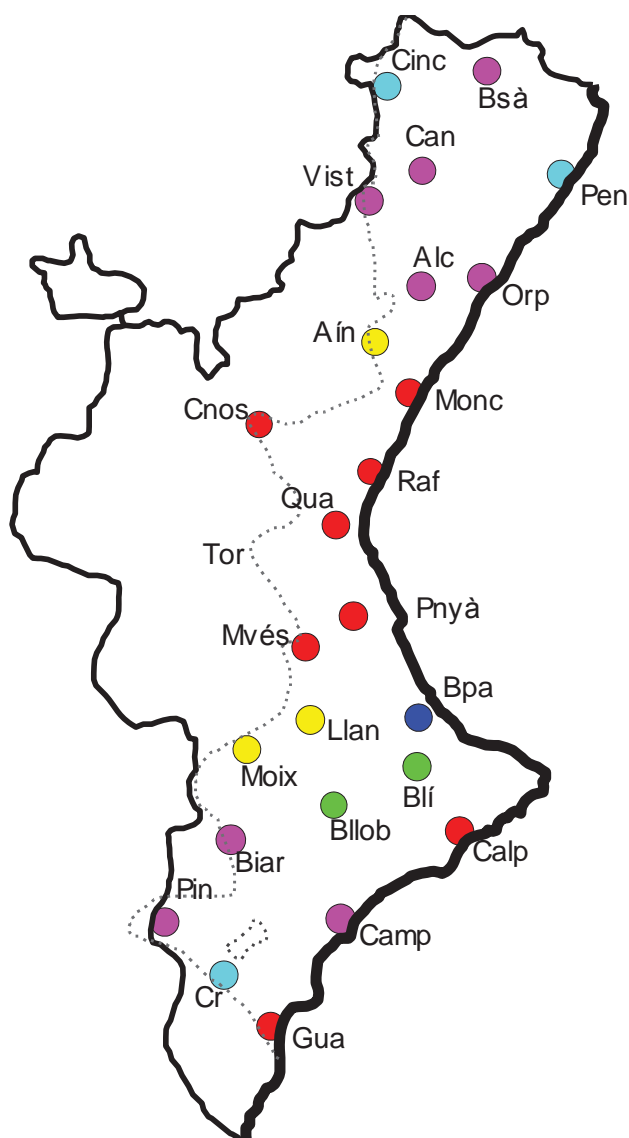 Cinc
Bsà
Can
Vist
Pen
Alc
Orp
Aín
Monc
Cnos
Raf
Qua
Tor
Pnyà
Mvés
Bpa
Llan
Moix
Blí
Bllob
Calp
Biar
Pin
Camp
Cr
Gua